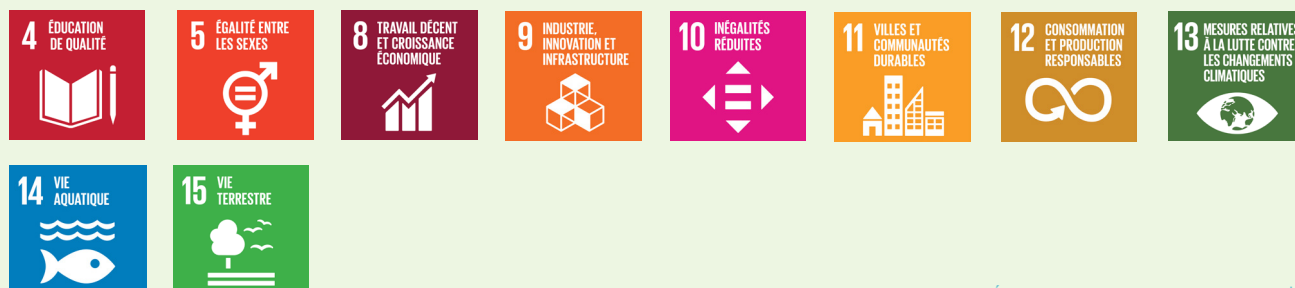 4 ÉDUCATION
DE QUALITÉ
5 ÉGALITÉ ENTRE
LES SEXES
8 TRAVAIL DÉCENT
ET CROISSANCE
ÉCONOMIQUE
9 INDUSTRIE,
INNOVATION ET
INFRASTRUCTURE
10 INÉGALITÉS
RÉDUITES
11 VILLES ET
COMMUNAUTÉS
DURABLES
12 CONSOMMATION
ET PRODUCTION
RESPONSABLES
13 MESURES RELATIVES
À LA LUTTE CONTRE
LES CHANGEMENTS
CLIMATIQUES
14 VIE
AQUATIQUE
15 VIE
TERRESTRE